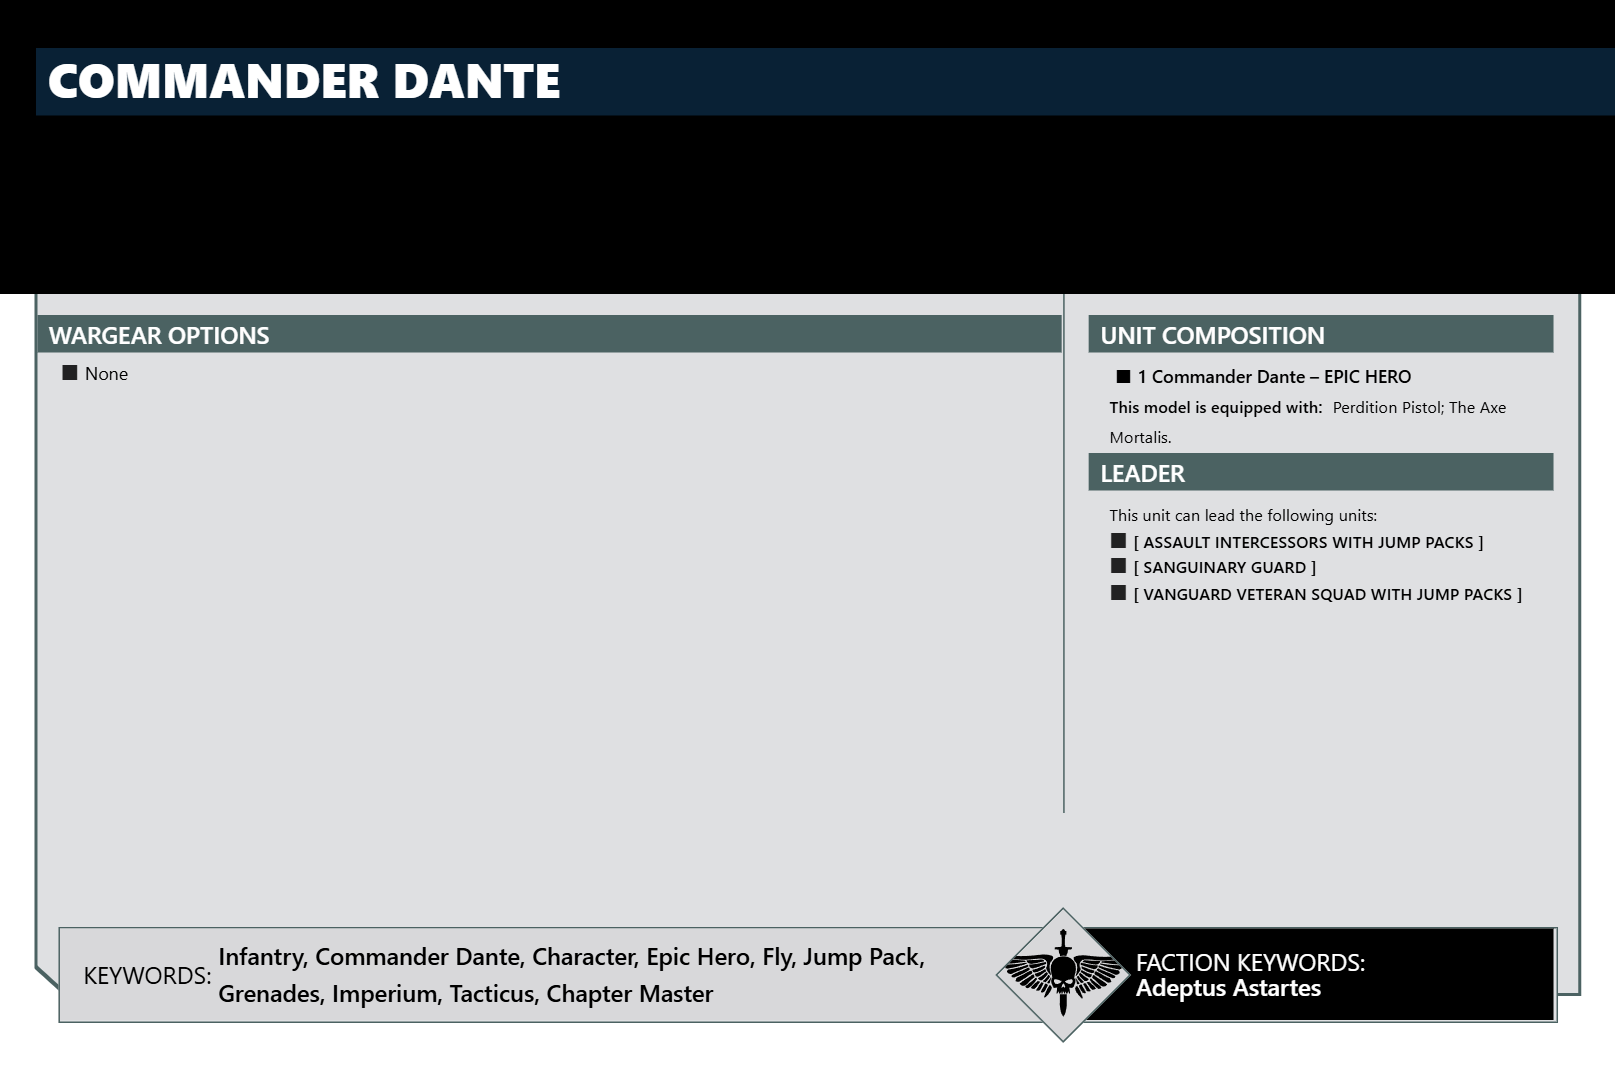 COMMANDER DANTE
WARGEAR OPTIONS
■ None
UNIT COMPOSITION
■ 1 Commander Dante – EPIC HERO
This model is equipped with: Perdition Pistol; The Axe
Mortalis.
LEADER
This unit can lead the following units:
■ [ ASSAULT INTERCESSORS WITH JUMP PACKS ]
■ [ SANGUINARY GUARD ]
■ [ VANGUARD VETERAN SQUAD WITH JUMP PACKS ]
KEYWORDS: Infantry, Commander Dante, Character, Epic Hero, Fly, Jump Pack,
Grenades, Imperium, Tacticus, Chapter Master
FACTION KEYWORDS:
Adeptus Astartes